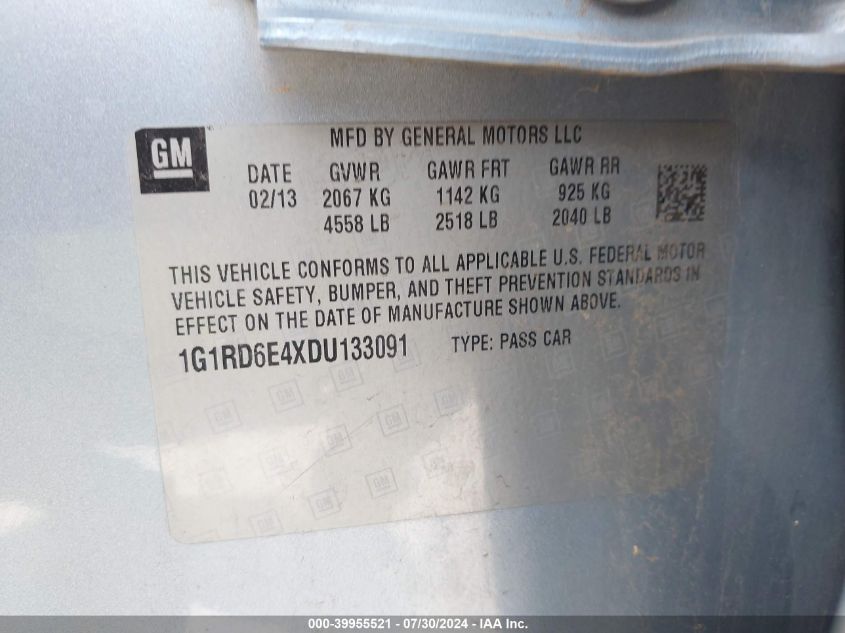 GM
MFD BY GENERAL MOTORS LLC
DATE GVWR GAWR FRT GAWR RR
02/13 2067 KG 1142 KG 925 KG
4558 LB 2518 LB 2040 LB
THIS VEHICLE CONFORMS TO ALL APPLICABLE U.S. FEDERAL MOTOR
VEHICLE SAFETY, BUMPER, AND THEFT PREVENTION STANDARDS IN
EFFECT ON THE DATE OF MANUFACTURE SHOWN ABOVE.
1G1RD6E4XDU133091 TYPE: PASS CAR
000-39955521 - 07/30/2024 - IAA Inc.